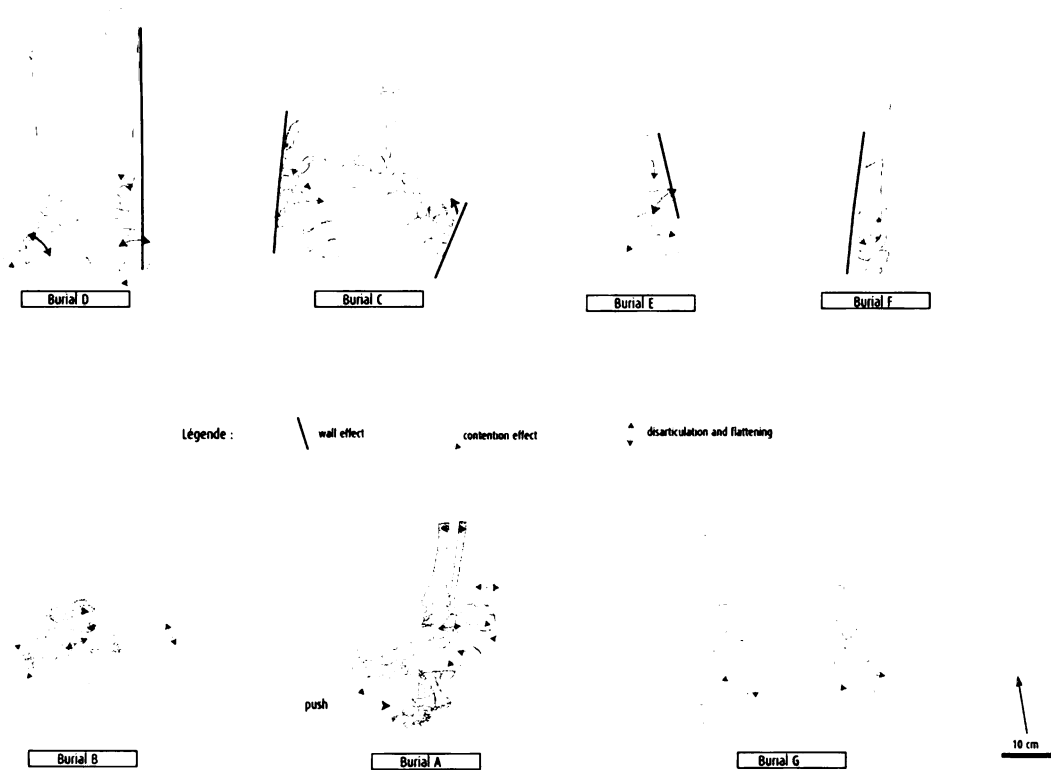 Burial D
Burial C
Burial E
Burial F
Légende :
wall effect
contention effect
disarticulation and flattening
push
Burial B
Burial A
Burial G
10 cm